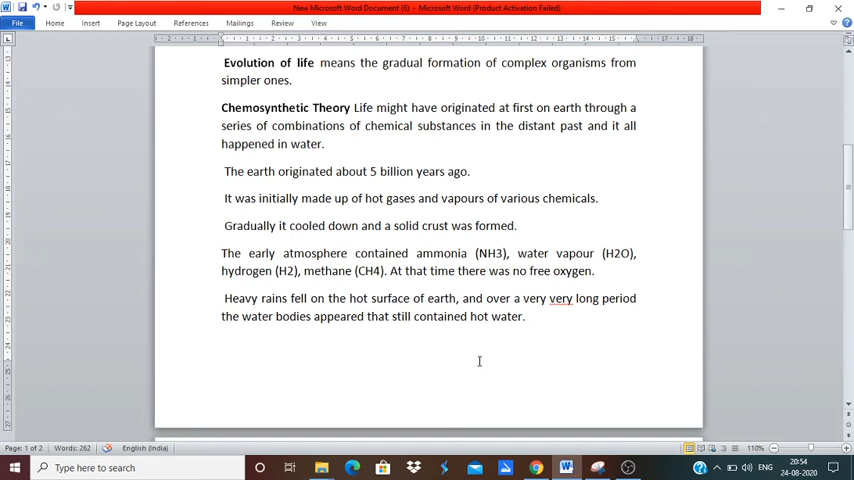 New Microsoft Word Document (6) - Microsoft Word (Product Activation Failed)
File Home Insert Page Layout References Mailings Review View
Evolution of life means the gradual formation of complex organisms from
simpler ones.
Chemosynthetic Theory Life might have originated at first on earth through a
series of combinations of chemical substances in the distant past and it all
happened in water.
The earth originated about 5 billion years ago.
It was initially made up of hot gases and vapours of various chemicals.
Gradually it cooled down and a solid crust was formed.
The early atmosphere contained ammonia (NH3), water vapour (H2O),
hydrogen (H2), methane (CH4). At that time there was no free oxygen.
Heavy rains fell on the hot surface of earth, and over a very very long period
the water bodies appeared that still contained hot water.
Page: 1 of 2 Words: 262 English (India) 110%
Type here to search ENG 20:54
24-08-2020